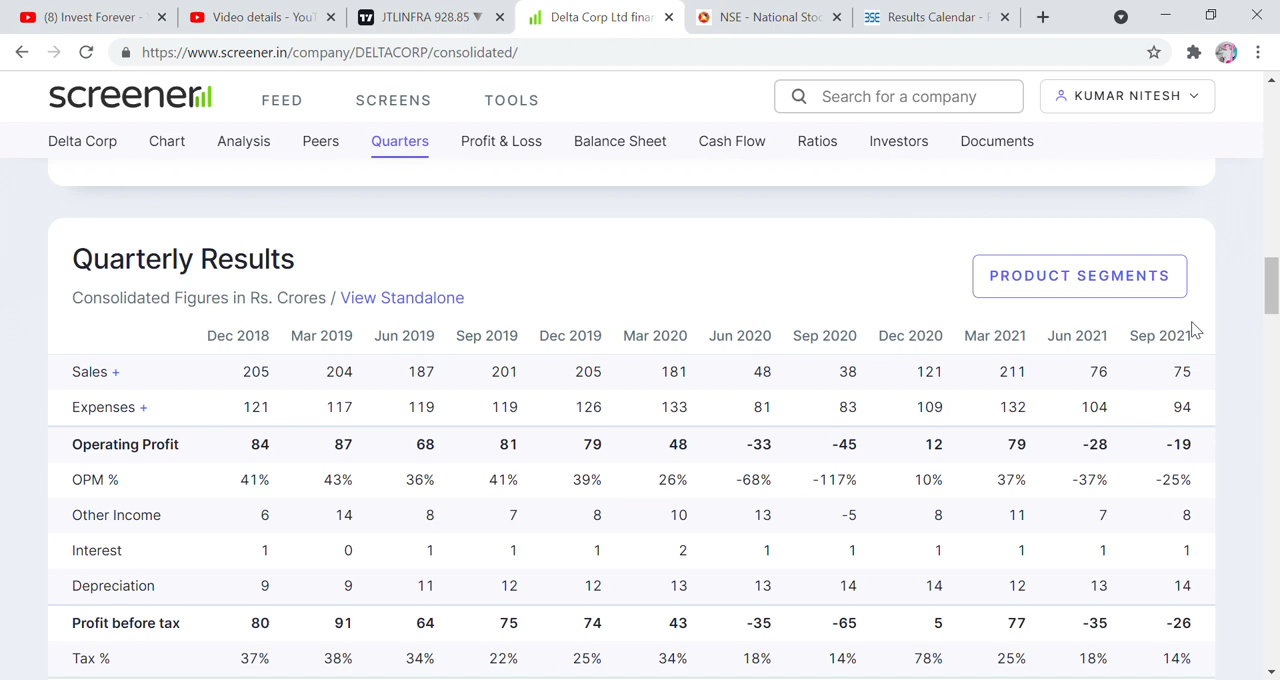 (8) Invest Forever -
Video details - YouT
JTLINFRA 928.85 ▼
Delta Corp Ltd finan
NSE - National Stoc
Results Calendar - F
https://www.screener.in/company/DELTACORP/consolidated/
screener
FEED SCREENS TOOLS
Search for a company
KUMAR NITESH
Delta Corp Chart Analysis Peers Quarters Profit & Loss Balance Sheet Cash Flow Ratios Investors Documents
Quarterly Results
PRODUCT SEGMENTS
Consolidated Figures in Rs. Crores / View Standalone
Dec 2018 Mar 2019 Jun 2019 Sep 2019 Dec 2019 Mar 2020 Jun 2020 Sep 2020 Dec 2020 Mar 2021 Jun 2021 Sep 2021
Sales + 205 204 187 201 205 181 48 38 121 211 76 75
Expenses + 121 117 119 119 126 133 81 83 109 132 104 94
Operating Profit 84 87 68 81 79 48 -33 -45 12 79 -28 -19
OPM % 41% 43% 36% 41% 39% 26% -68% -117% 10% 37% -37% -25%
Other Income 6 14 8 7 8 10 13 -5 8 11 7 8
Interest 1 0 1 1 1 2 1 1 1 1 1 1
Depreciation 9 9 11 12 12 13 13 14 14 12 13 14
Profit before tax 80 91 64 75 74 43 -35 -65 5 77 -35 -26
Tax % 37% 38% 34% 22% 25% 34% 18% 14% 78% 25% 18% 14%